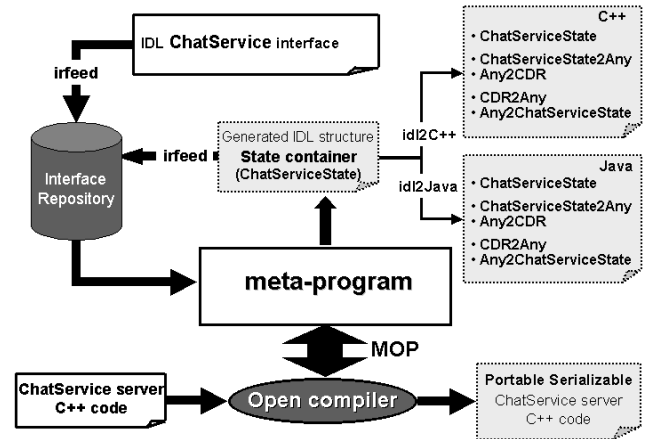 IDL ChatService interface
irfeed
Interface
Repository
irfeed
Generated IDL structure
State container
(ChatServiceState)
idl2C++
idl2Java
C++
• ChatServiceState
• ChatServiceState2Any
• Any2CDR
• CDR2Any
• Any2ChatServiceState
Java
• ChatServiceState
• ChatServiceState2Any
• Any2CDR
• CDR2Any
• Any2ChatServiceState
meta-program
MOP
ChatService server
C++ code
Open compiler
Portable Serializable
ChatService server
C++ code